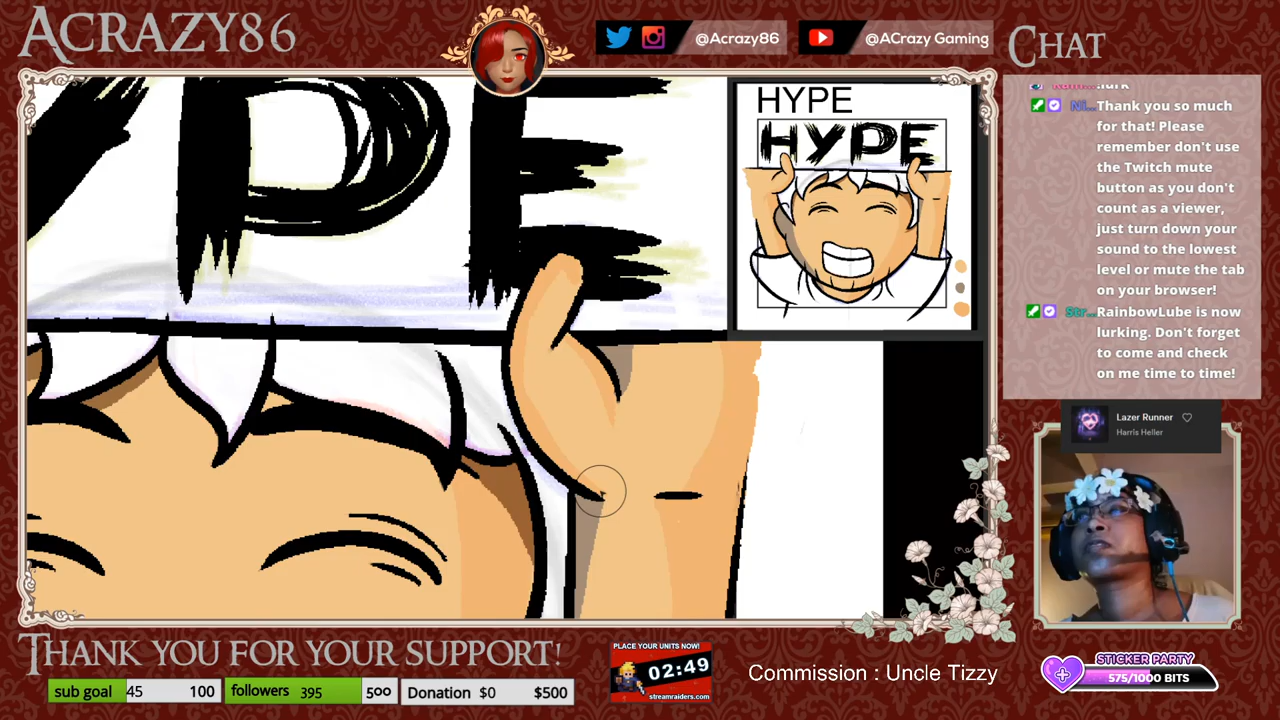 ACRAZY86
@Acrazy86
@ACrazy Gaming
CHAT
YPE
HYPE
HYPE
lurk
Thank you so much
for that! Please
remember don't use
the Twitch mute
button as you don't
count as a viewer,
just turn down your
sound to the lowest
level or mute the tab
on your browser!
RainbowLube is now
lurking. Don't forget
to come and check
on me time to time!
Lazer Runner
Harris Heller
THANK YOU FOR YOUR SUPPORT!
sub goal 45 100
followers 395 500
Donation $0 $500
PLACE YOUR UNITS NOW!
02:49
streamraiders.com
Commission : Uncle Tizzy
STICKER PARTY
575/1000 BITS